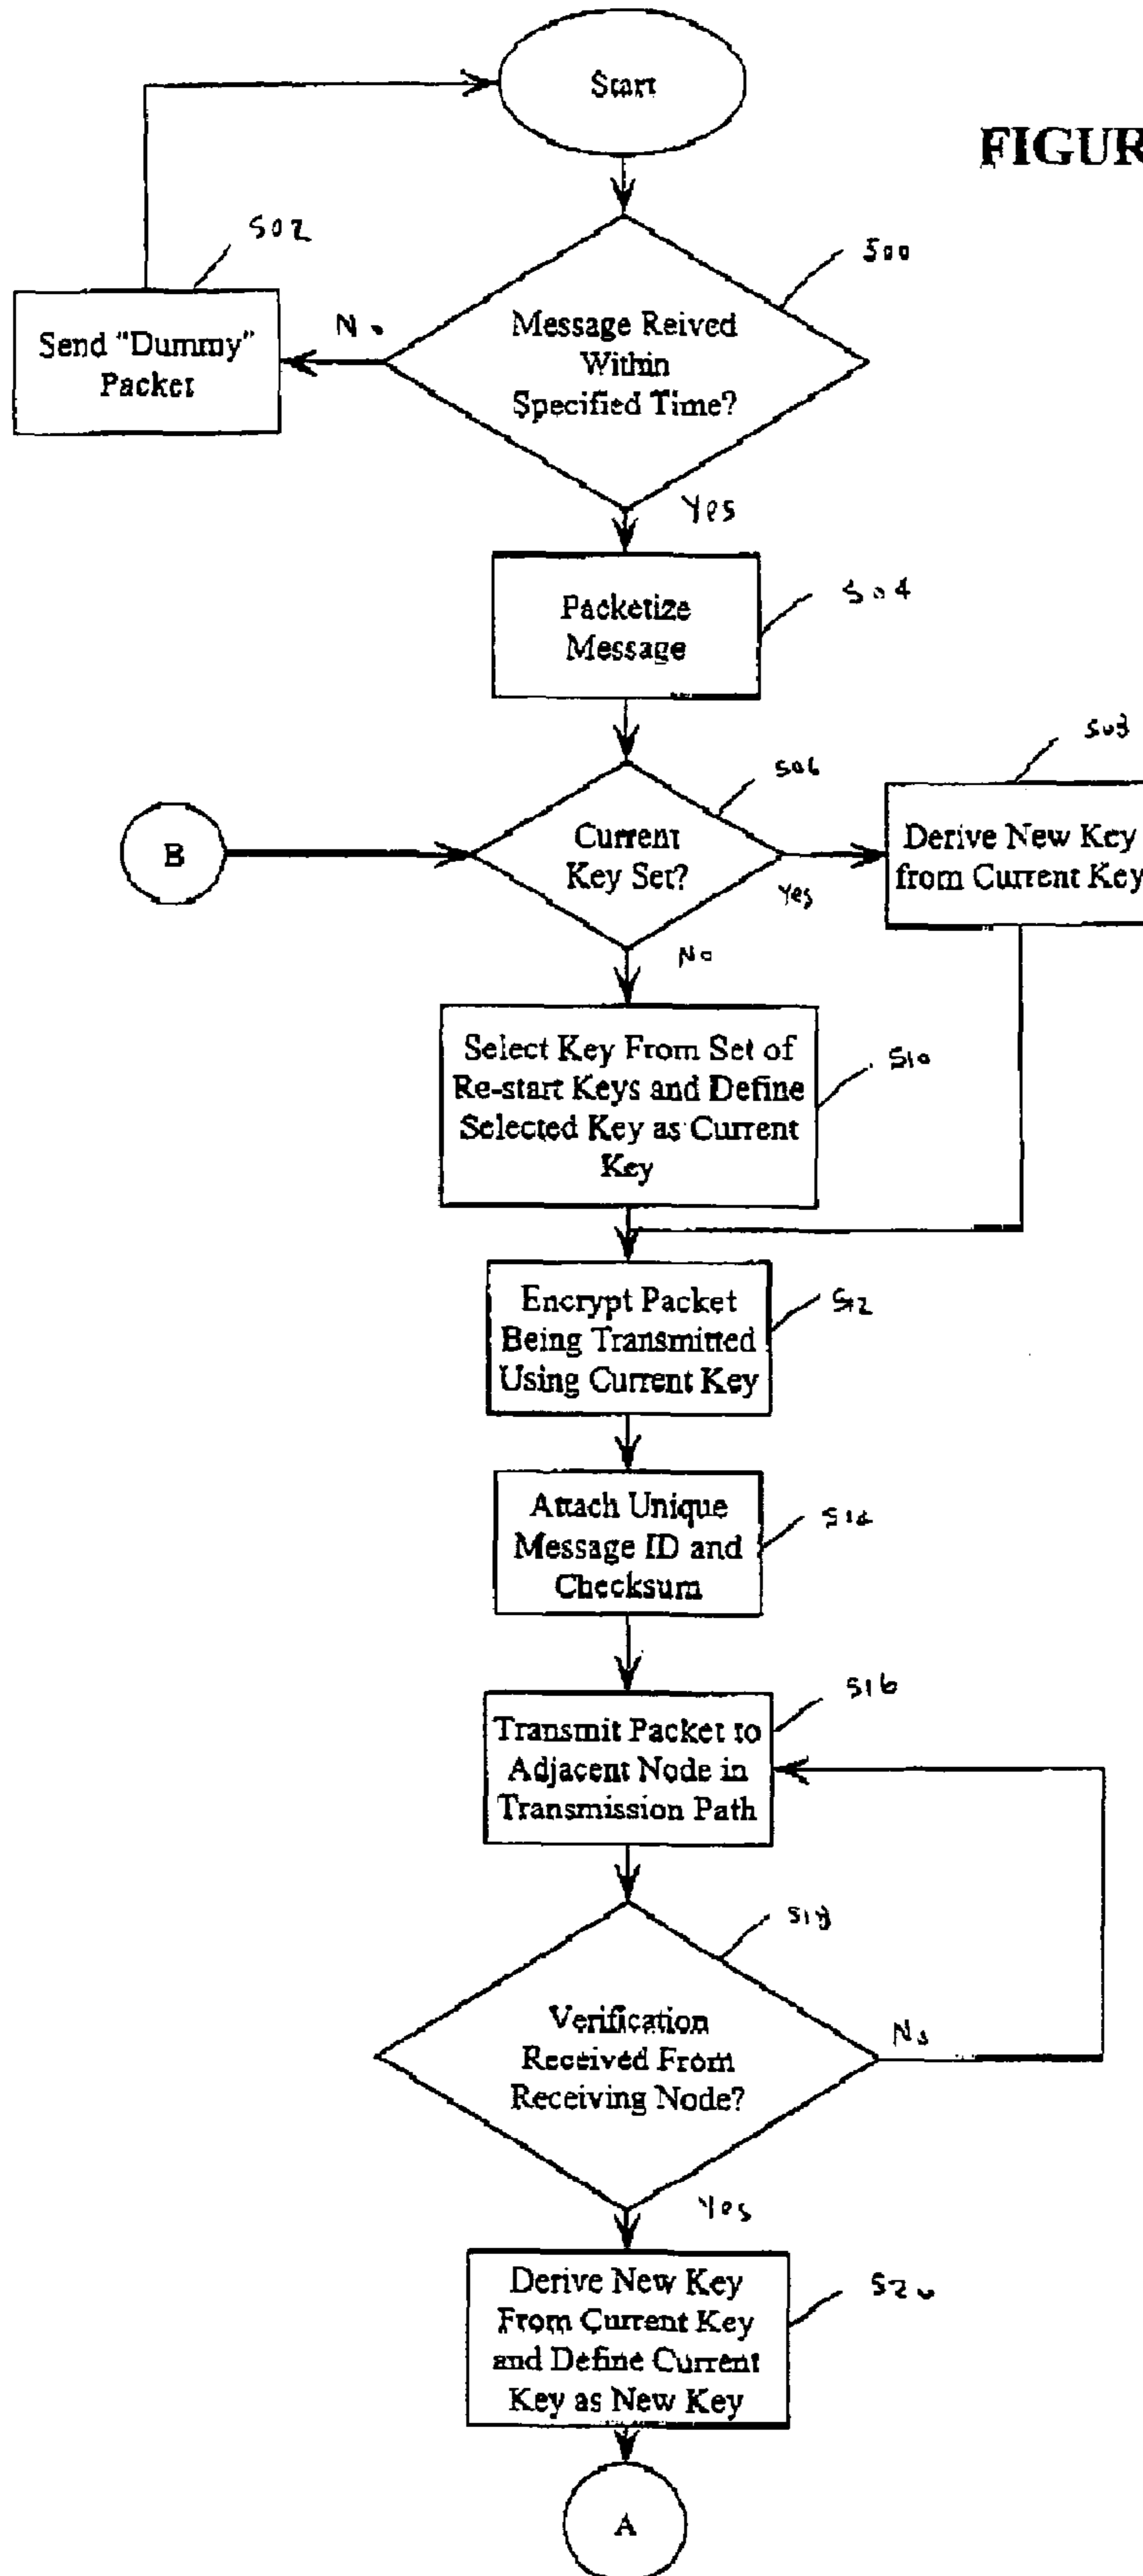 Start
FIGUR
502
500
Send "Dummy"
Packet
No
Message Reived
Within
Specified Time?
Yes
Packetize
Message
504
508
506
B
Current
Key Set?
Yes
Derive New Key
from Current Key
No
Select Key From Set of
Re-start Keys and Define
Selected Key as Current
Key
510
Encrypt Packet
Being Transmitted
Using Current Key
512
Attach Unique
Message ID and
Checksum
514
516
Transmit Packet to
Adjacent Node in
Transmission Path
518
Verification
Received From
Receiving Node?
No
Yes
Derive New Key
From Current Key
and Define Current
Key as New Key
520
A